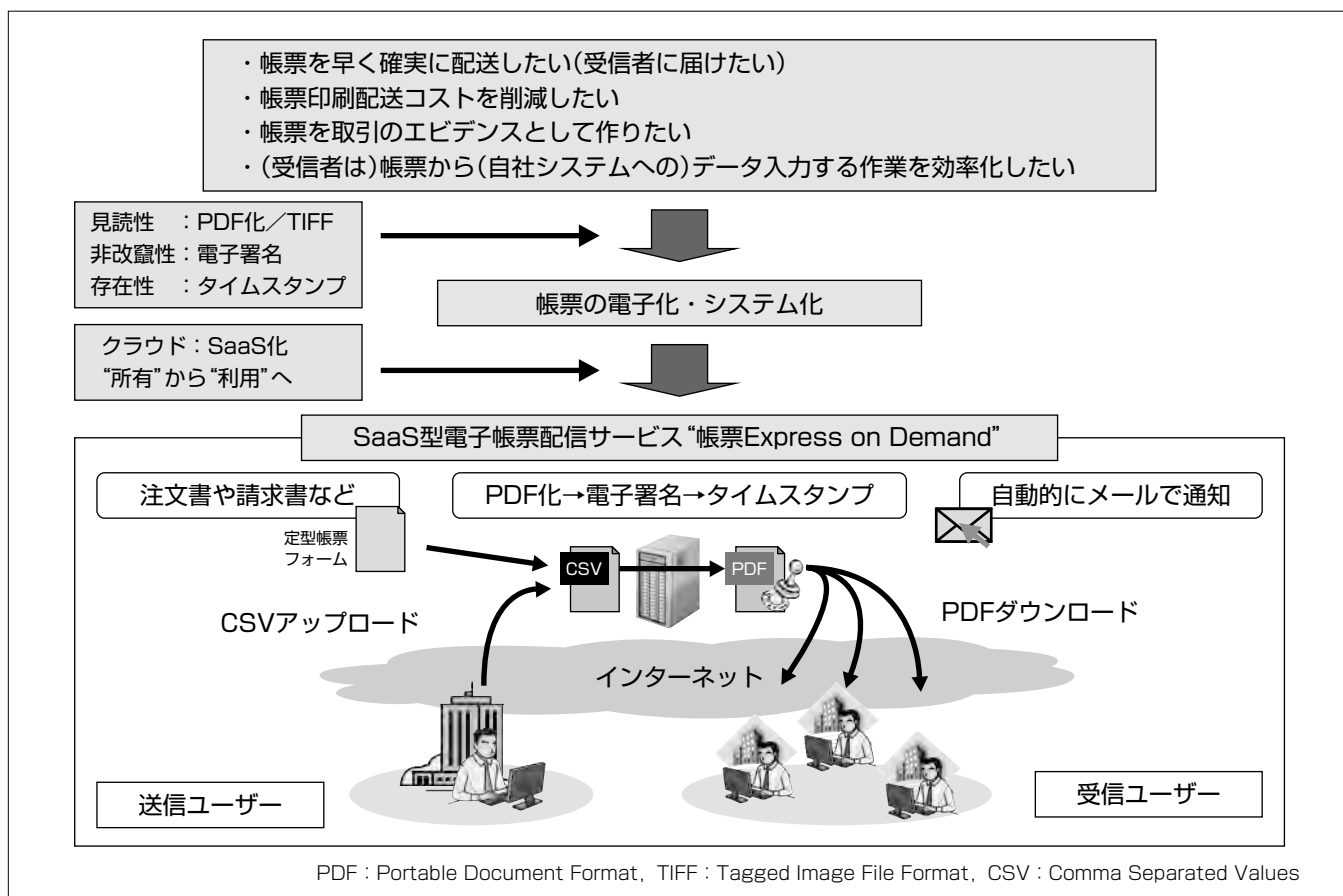 ・帳票を早く確実に配送したい(受信者に届けたい)
・帳票印刷配送コストを削減したい
・帳票を取引のエビデンスとして作りたい
・(受信者は)帳票から(自社システムへの)データ入力する作業を効率化したい
見読性 ：PDF化／TIFF
非改竄性：電子署名
存在性 ：タイムスタンプ
帳票の電子化・システム化
クラウド：SaaS化
“所有”から“利用”へ
SaaS型電子帳票配信サービス“帳票Express on Demand”
注文書や請求書など
PDF化→電子署名→タイムスタンプ
自動的にメールで通知
定型帳票
フォーム
CSV
PDF
CSVアップロード
PDFダウンロード
インターネット
送信ユーザー
受信ユーザー
PDF：Portable Document Format, TIFF：Tagged Image File Format, CSV：Comma Separated Values